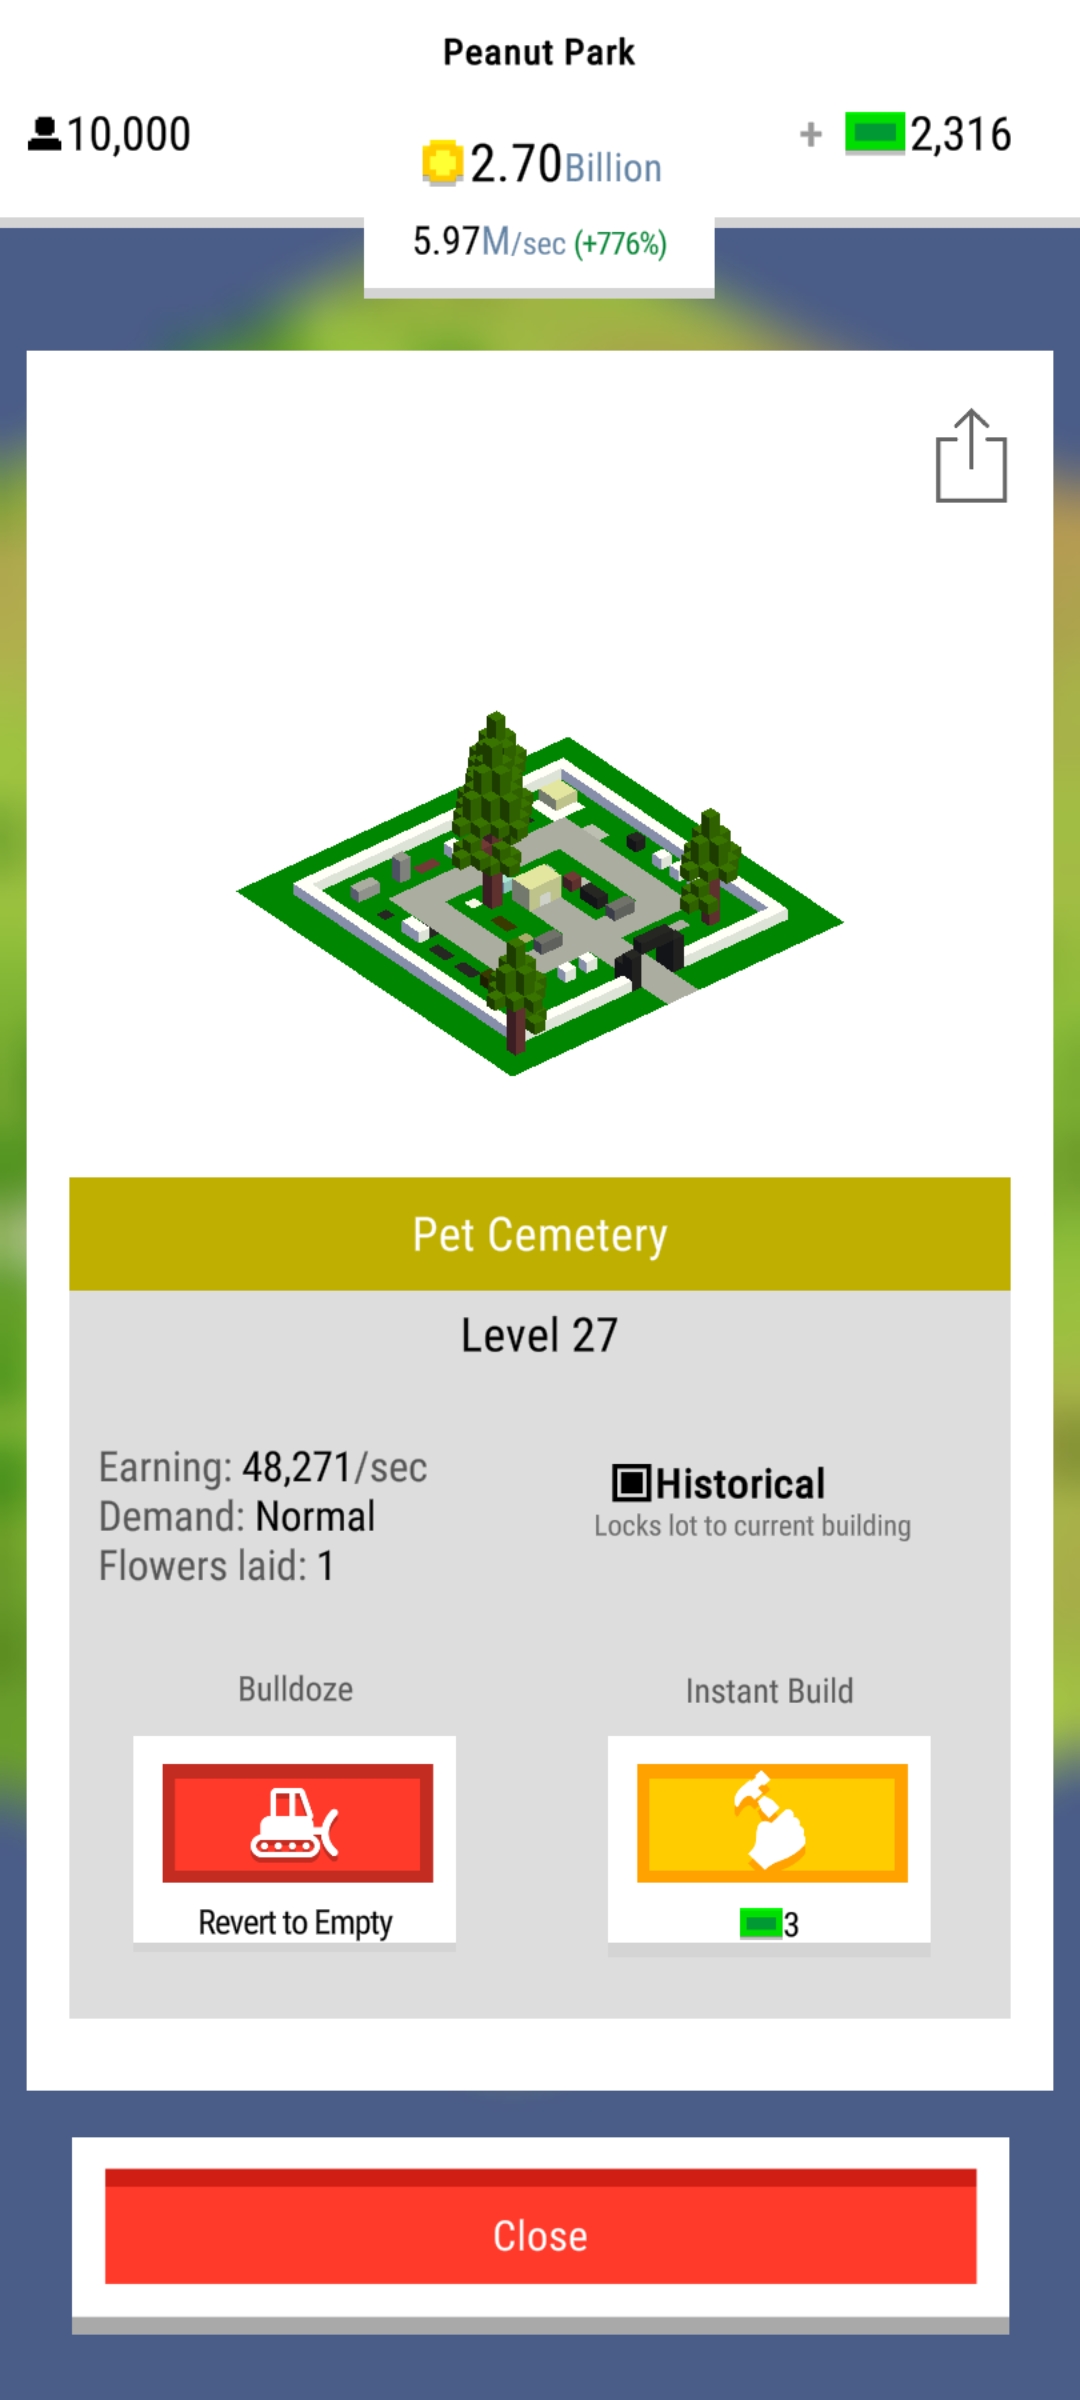 Peanut Park
10,000
2.70Billion
+ 2,316
5.97M/sec (+776%)
Pet Cemetery
Level 27
Earning: 48,271/sec
Demand: Normal
Flowers laid: 1
Historical
Locks lot to current building
Bulldoze
Instant Build
Revert to Empty
3
Close